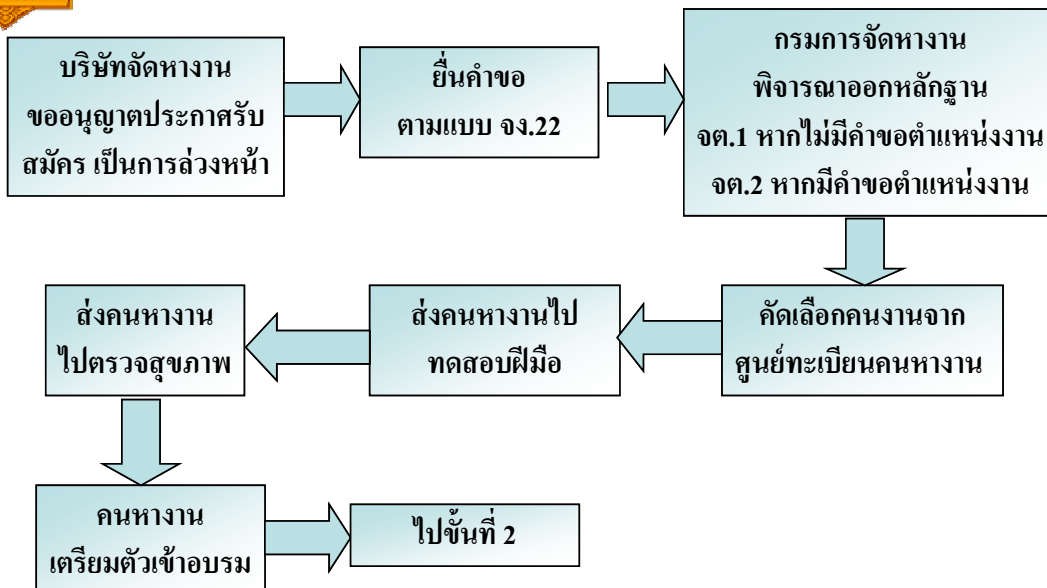 บริษัทจัดหางาน
ขออนุญาตประกาศรับ
สมัคร เป็นการล่วงหน้า
ยื่นคำขอ
ตามแบบ จง.22
กรมการจัดหางาน
พิจารณาออกหลักฐาน
จต.1 หากไม่มีคำขอตำแหน่งงาน
จต.2 หากมีคำขอตำแหน่งงาน
คัดเลือกคนงานจาก
ศูนย์ทะเบียนคนหางาน
ส่งคนหางานไป
ทดสอบฝีมือ
ส่งคนหางาน
ไปตรวจสุขภาพ
คนหางาน
เตรียมตัวเข้าอบรม
ไปขั้นที่ 2